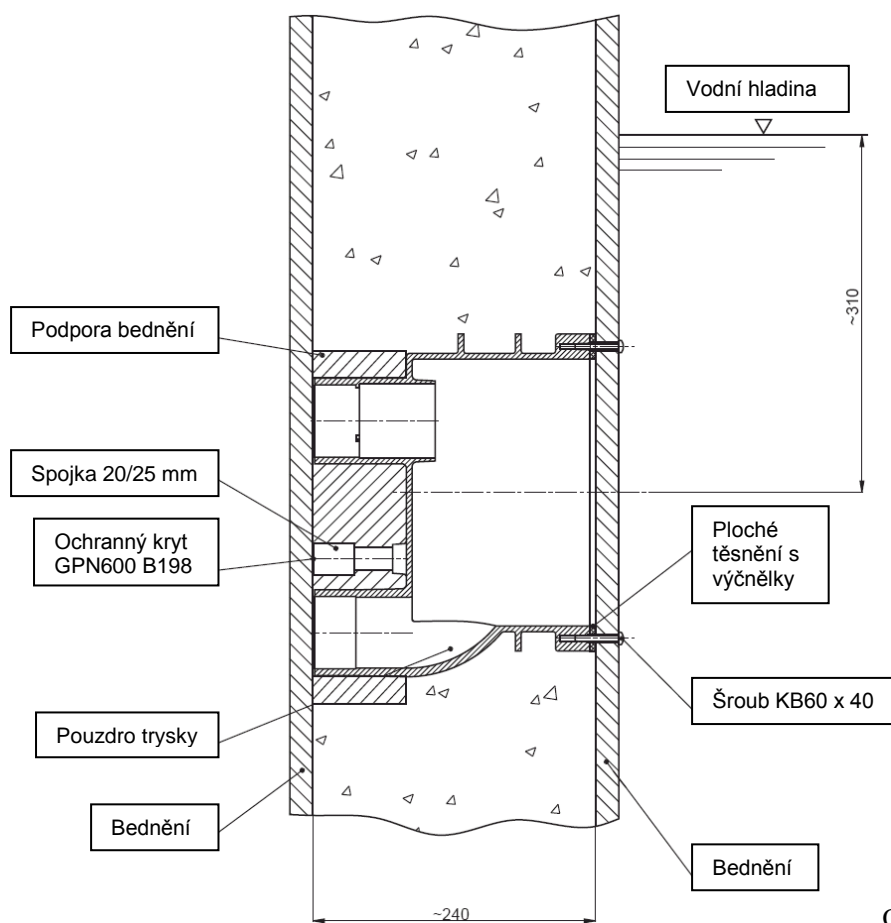 Vodní hladina
~310
Podpora bednění
Spojka 20/25 mm
Ochranný kryt
GPN600 B198
Ploché
těsnění s
výčnělky
Šroub KB60 x 40
Pouzdro trysky
Bednění
Bednění
~240